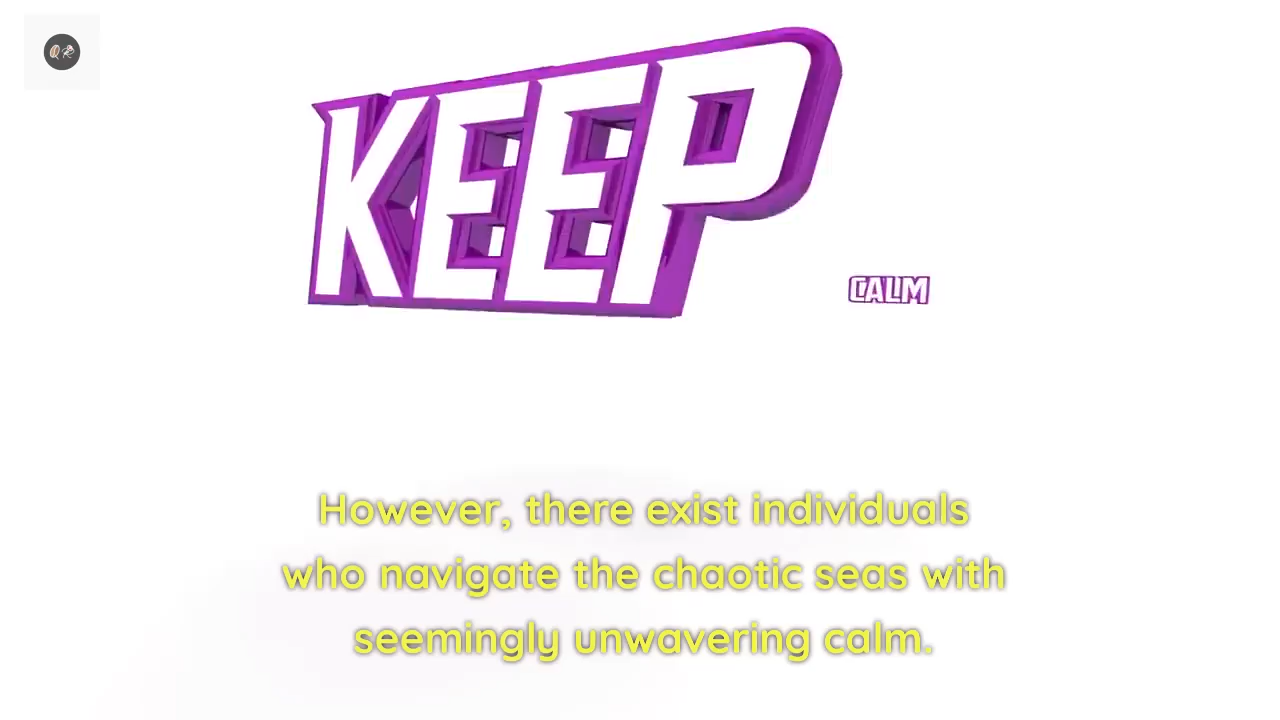 KEEP
CALM
However, there exist individuals
who navigate the chaotic seas with
seemingly unwavering calm.